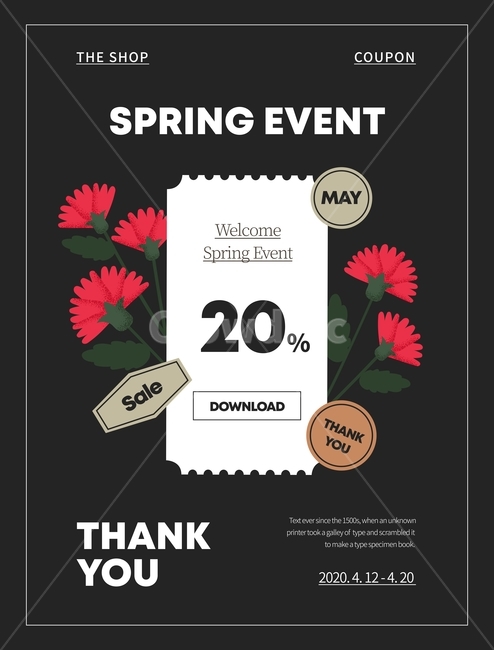 THE SHOP
COUPON
SPRING EVENT
MAY
Welcome
Spring Event
20%
Sale
DOWNLOAD
THANK
YOU
THANK
YOU
Text ever since the 1500s, when an unknown
printer took a galley of type and scrambled it
to make a type specimen book.
2020. 4. 12 - 4. 20